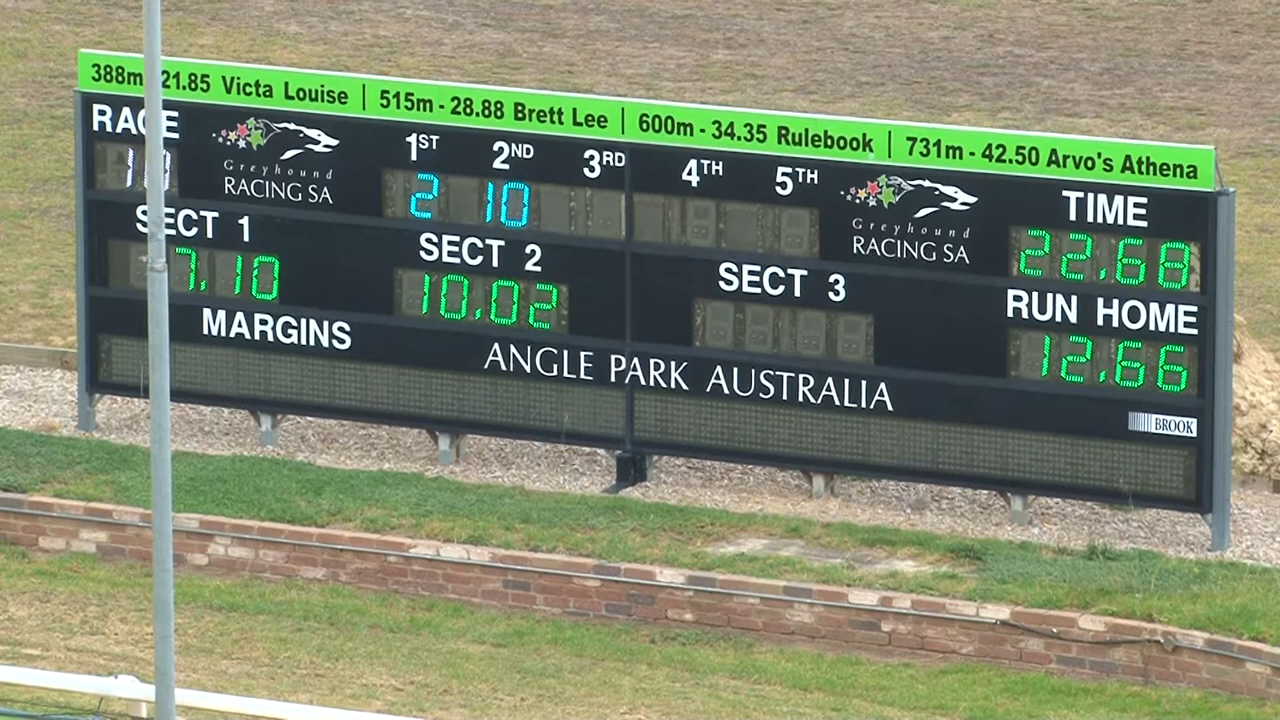 388m 21.85 Victa Louise | 515m - 28.88 Brett Lee | 600m - 34.35 Rulebook | 731m - 42.50 Arvo's Athena
RACE
Greyhound
RACING SA
1ST 2ND 3RD 4TH 5TH
2 10
Greyhound
RACING SA
TIME
22.68
SECT 1
7.10
SECT 2
10.02
SECT 3
RUN HOME
12.66
MARGINS
ANGLE PARK AUSTRALIA
BROOK